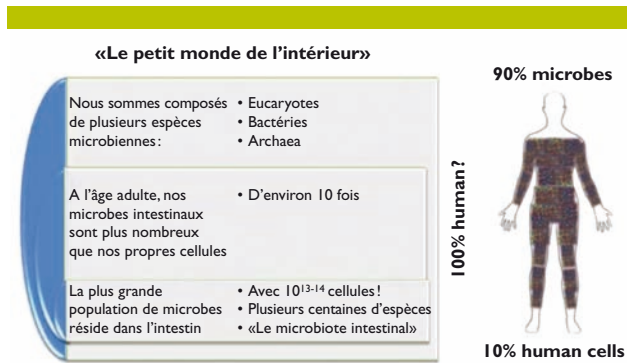 «Le petit monde de l'intérieur»
Nous sommes composés
de plusieurs espèces
microbiennes:
• Eucaryotes
• Bactéries
• Archaea
A l'âge adulte, nos
microbes intestinaux
sont plus nombreux
que nos propres cellules
• D'environ 10 fois
La plus grande
population de microbes
réside dans l'intestin
• Avec 10¹³⁻¹⁴ cellules!
• Plusieurs centaines d'espèces
• «Le microbiote intestinal»
100% human?
90% microbes
10% human cells